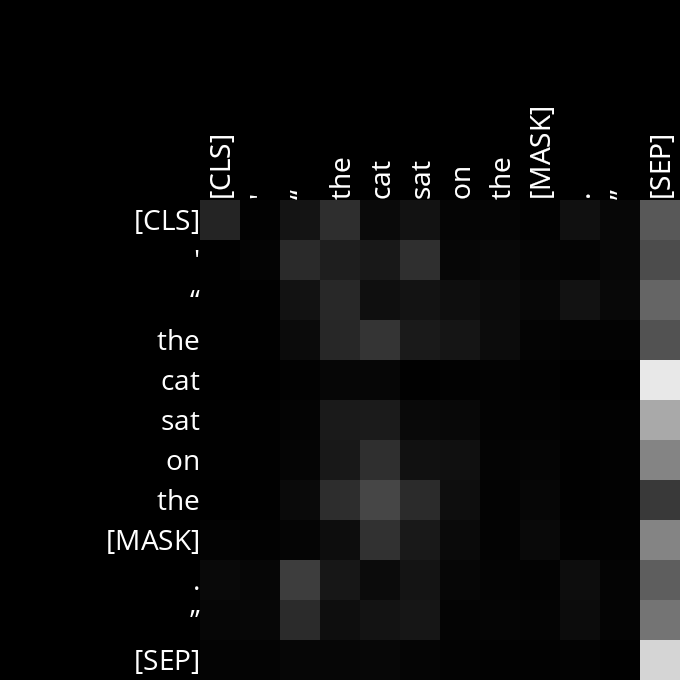 [CLS] ' “ the cat sat on the [MASK] . ” [SEP]
[CLS]
'
“
the
cat
sat
on
the
[MASK]
.
”
[SEP]